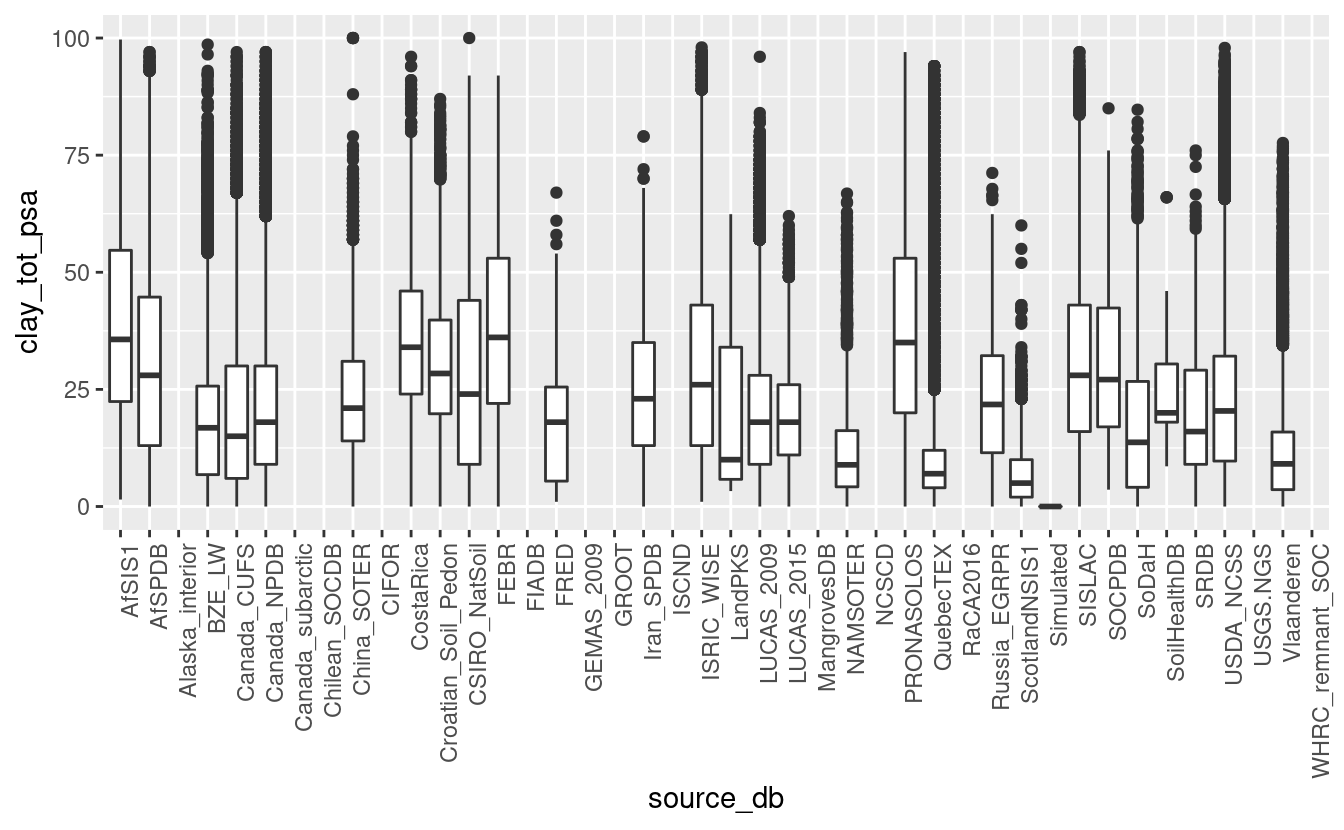 clay_tot_psa
100
75
50
25
0
AfSIS1
AfSPDB
Alaska_interior
BZE_LW
Canada_CUFS
Canada_NPDB
Canada_subarctic
Chilean_SOCDB
China_SOTER
CIFOR
CostaRica
Croatian_Soil_Pedon
CSIRO_NatSoil
FEBR
FIADB
FRED
GEMAS_2009
GROOT
Iran_SPDB
ISCND
ISRIC_WISE
LandPKS
LUCAS_2009
LUCAS_2015
MangrovesDB
NAMSOTER
NCSCD
PRONASOLOS
QuebecTEX
RaCA2016
Russia_EGRPR
ScotlandNSIS1
Simulated
SISLAC
SOCPDB
SoDaH
SoilHealthDB
SRDB
USDA_NCSS
USGS.NGS
Vlaanderen
WHRC_remnant_SOC
source_db